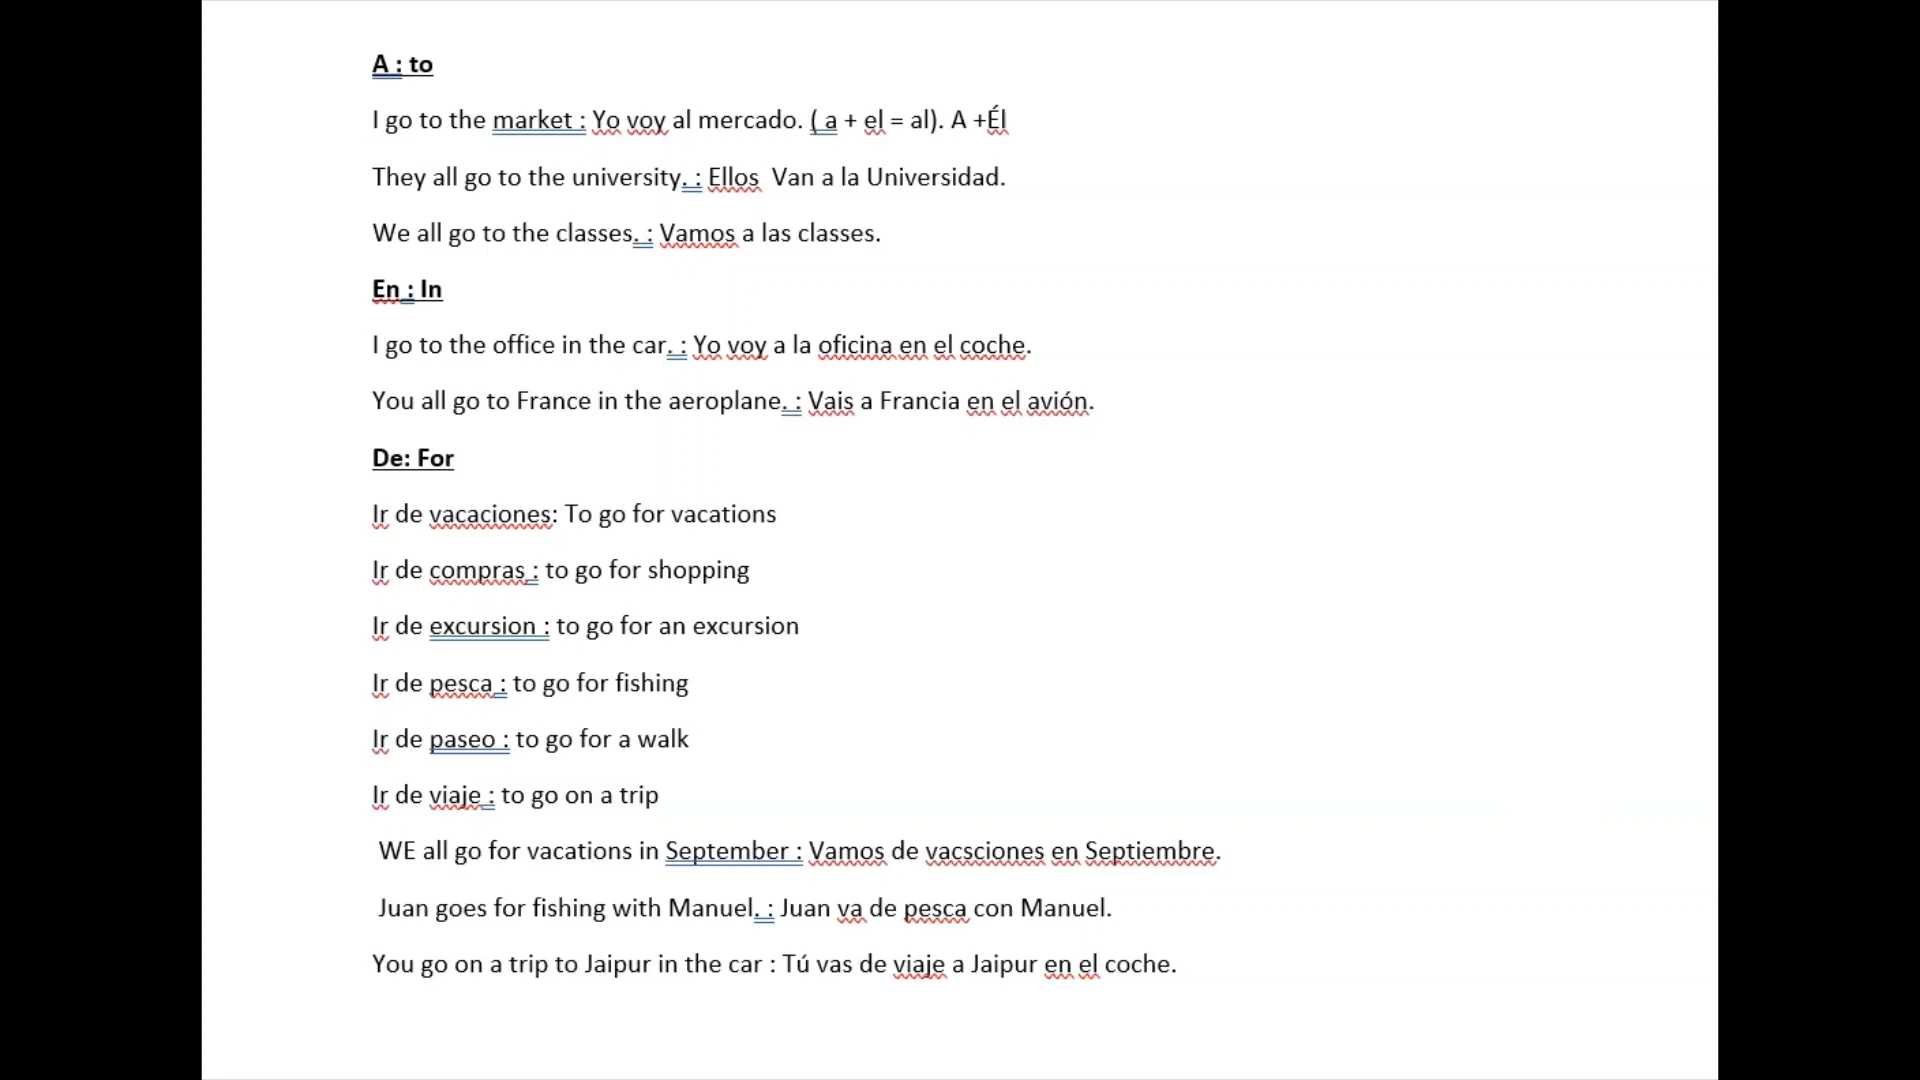 A : to
I go to the market : Yo voy al mercado. ( a + el = al). A +Él
They all go to the university. : Ellos  Van a la Universidad.
We all go to the classes. : Vamos a las classes.
En : In
I go to the office in the car. : Yo voy a la oficina en el coche.
You all go to France in the aeroplane. : Vais a Francia en el avión.
De: For
Ir de vacaciones: To go for vacations
Ir de compras : to go for shopping
Ir de excursion : to go for an excursion
Ir de pesca : to go for fishing
Ir de paseo : to go for a walk
Ir de viaje : to go on a trip
WE all go for vacations in September : Vamos de vacsciones en Septiembre.
Juan goes for fishing with Manuel. : Juan va de pesca con Manuel.
You go on a trip to Jaipur in the car : Tú vas de viaje a Jaipur en el coche.